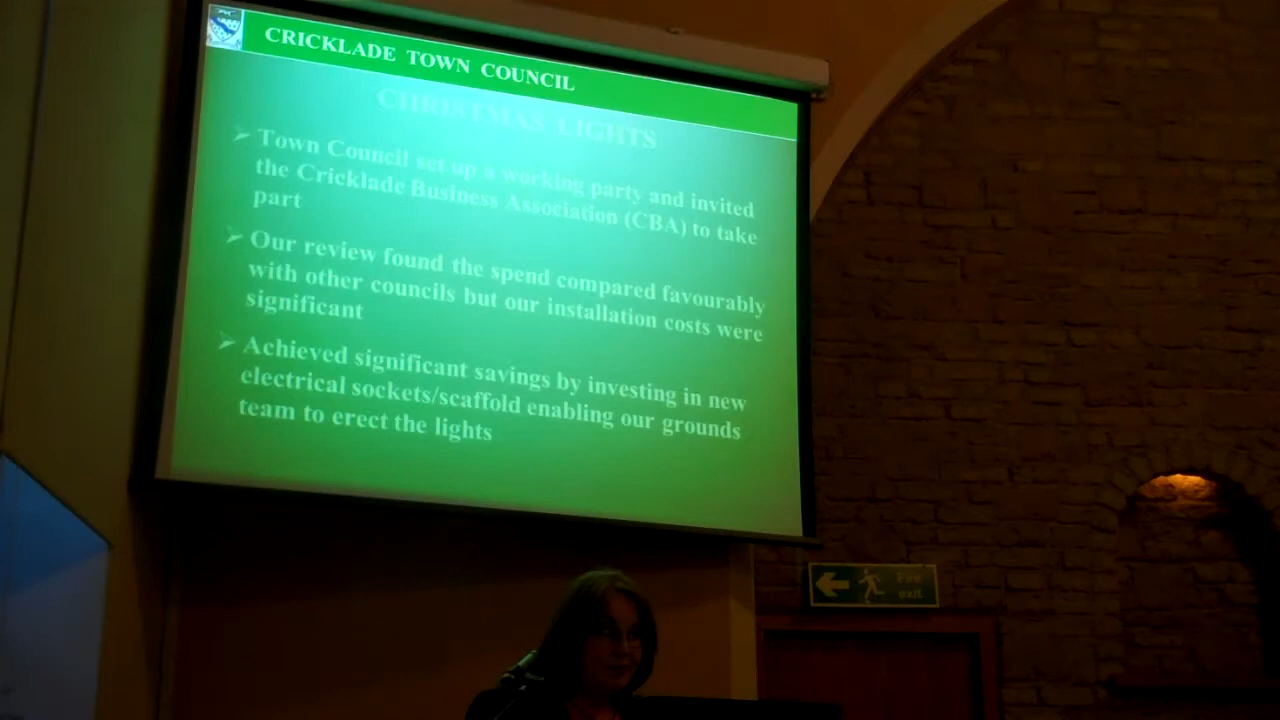 CRICKLADE TOWN COUNCIL
CHRISTMAS LIGHTS
➢ Town Council set up a working party and invited
the Cricklade Business Association (CBA) to take
part
➢ Our review found the spend compared favourably
with other councils but our installation costs were
significant
➢ Achieved significant savings by investing in new
electrical sockets/scaffold enabling our grounds
team to erect the lights
Fire
exit